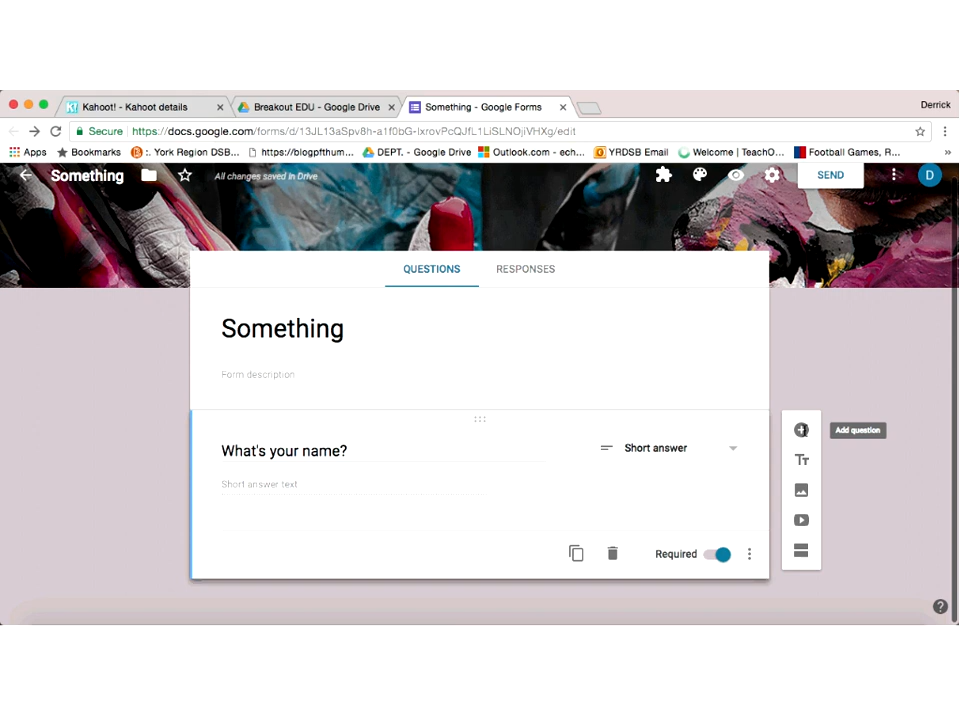 Kahoot! - Kahoot details
Breakout EDU - Google Drive
Something - Google Forms
Derrick
Secure
https://docs.google.com/forms/d/13JL13aSpv8h-a1f0bG-IxrovPcQJfL1LiSLNOjiVHXg/edit
Apps
Bookmarks
:. York Region DSB...
https://blogpfthum...
DEPT. - Google Drive
Outlook.com - ech...
YRDSB Email
Welcome | TeachO...
Football Games, R...
»
Something
All changes saved in Drive
SEND
D
QUESTIONS
RESPONSES
Something
Form description
What's your name?
Short answer
Add question
Tт
Short answer text
Required